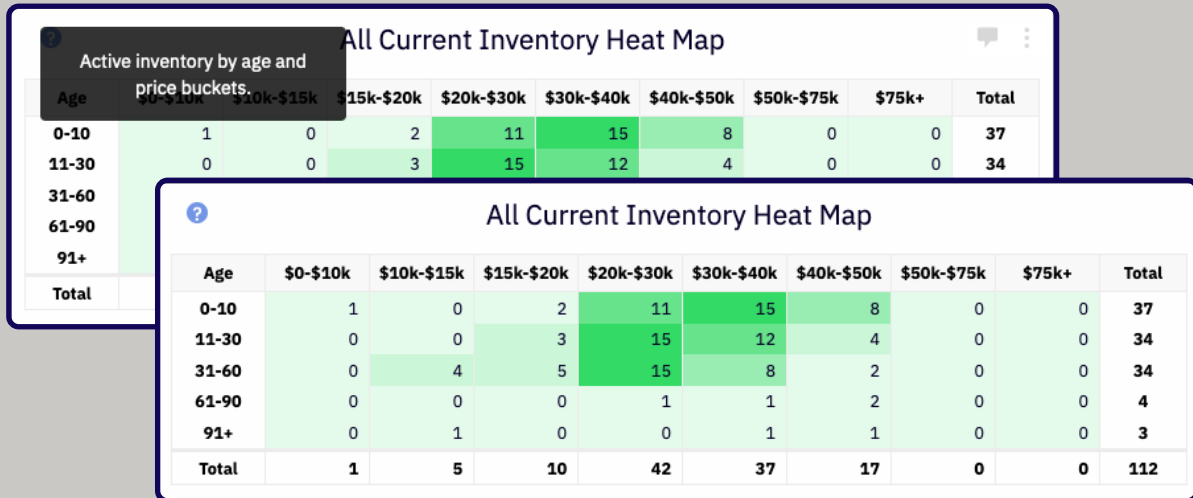 ?
All Current Inventory Heat Map
Active inventory by age and
price buckets.
Age $0-$10k $10k-$15k $15k-$20k $20k-$30k $30k-$40k $40k-$50k $50k-$75k $75k+ Total
0-10 1 0 2 11 15 8 0 0 37
11-30 0 0 3 15 12 4 0 0 34
31-60
61-90
91+
Total
?
All Current Inventory Heat Map
Age $0-$10k $10k-$15k $15k-$20k $20k-$30k $30k-$40k $40k-$50k $50k-$75k $75k+ Total
0-10 1 0 2 11 15 8 0 0 37
11-30 0 0 3 15 12 4 0 0 34
31-60 0 4 5 15 8 2 0 0 34
61-90 0 0 0 1 1 2 0 0 4
91+ 0 1 0 0 1 1 0 0 3
Total 1 5 10 42 37 17 0 0 112